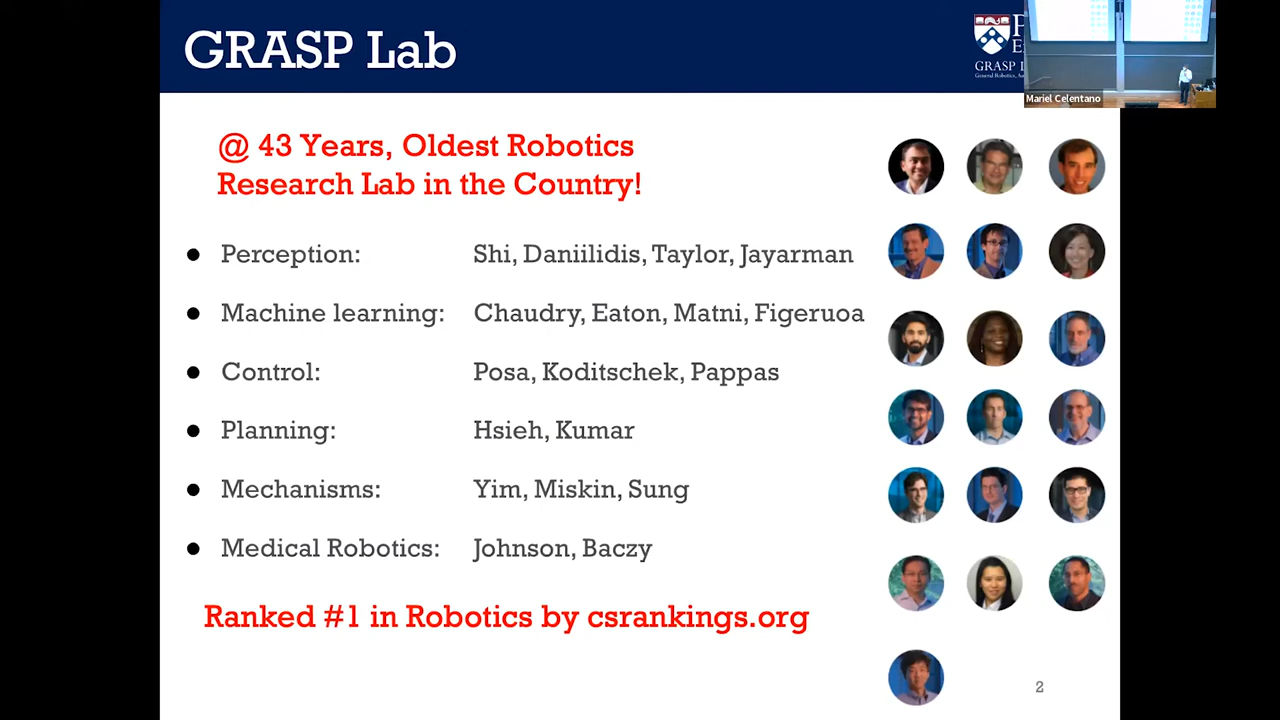 GRASP Lab
GRASP
Mariel Celentano
@ 43 Years, Oldest Robotics
Research Lab in the Country!
● Perception: Shi, Daniilidis, Taylor, Jayarman
● Machine learning: Chaudry, Eaton, Matni, Figeruoa
● Control: Posa, Koditschek, Pappas
● Planning: Hsieh, Kumar
● Mechanisms: Yim, Miskin, Sung
● Medical Robotics: Johnson, Baczy
Ranked #1 in Robotics by csrankings.org
2